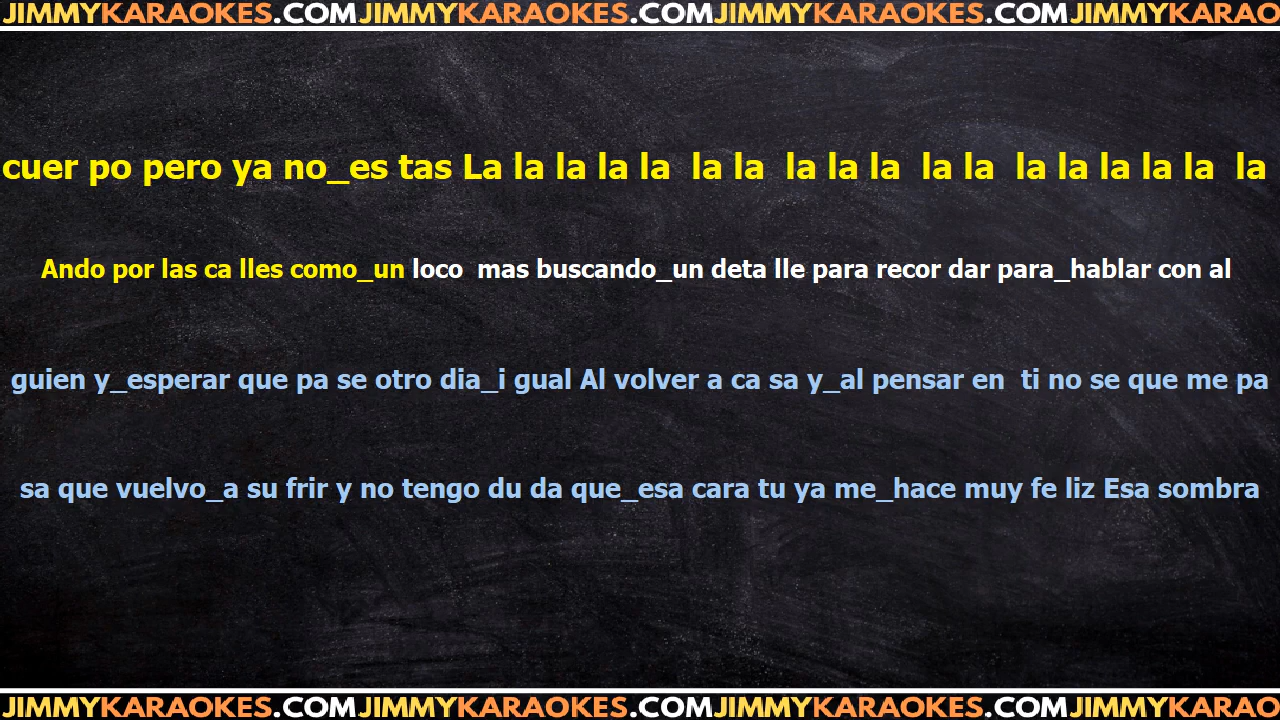 JIMMYKARAOKES.COMJIMMYKARAOKES.COMJIMMYKARAOKES.COMJIMMYKARAO
cuer po pero ya no_es tas La la la la la la la la la la la la la la la la la la
Ando por las ca lles como_un loco mas buscando_un deta lle para recor dar para_hablar con al
guien y_esperar que pa se otro dia_i gual Al volver a ca sa y_al pensar en ti no se que me pa
sa que vuelvo_a su frir y no tengo du da que_esa cara tu ya me_hace muy fe liz Esa sombra
JIMMYKARAOKES.COMJIMMYKARAOKES.COMJIMMYKARAOKES.COMJIMMYKARAO